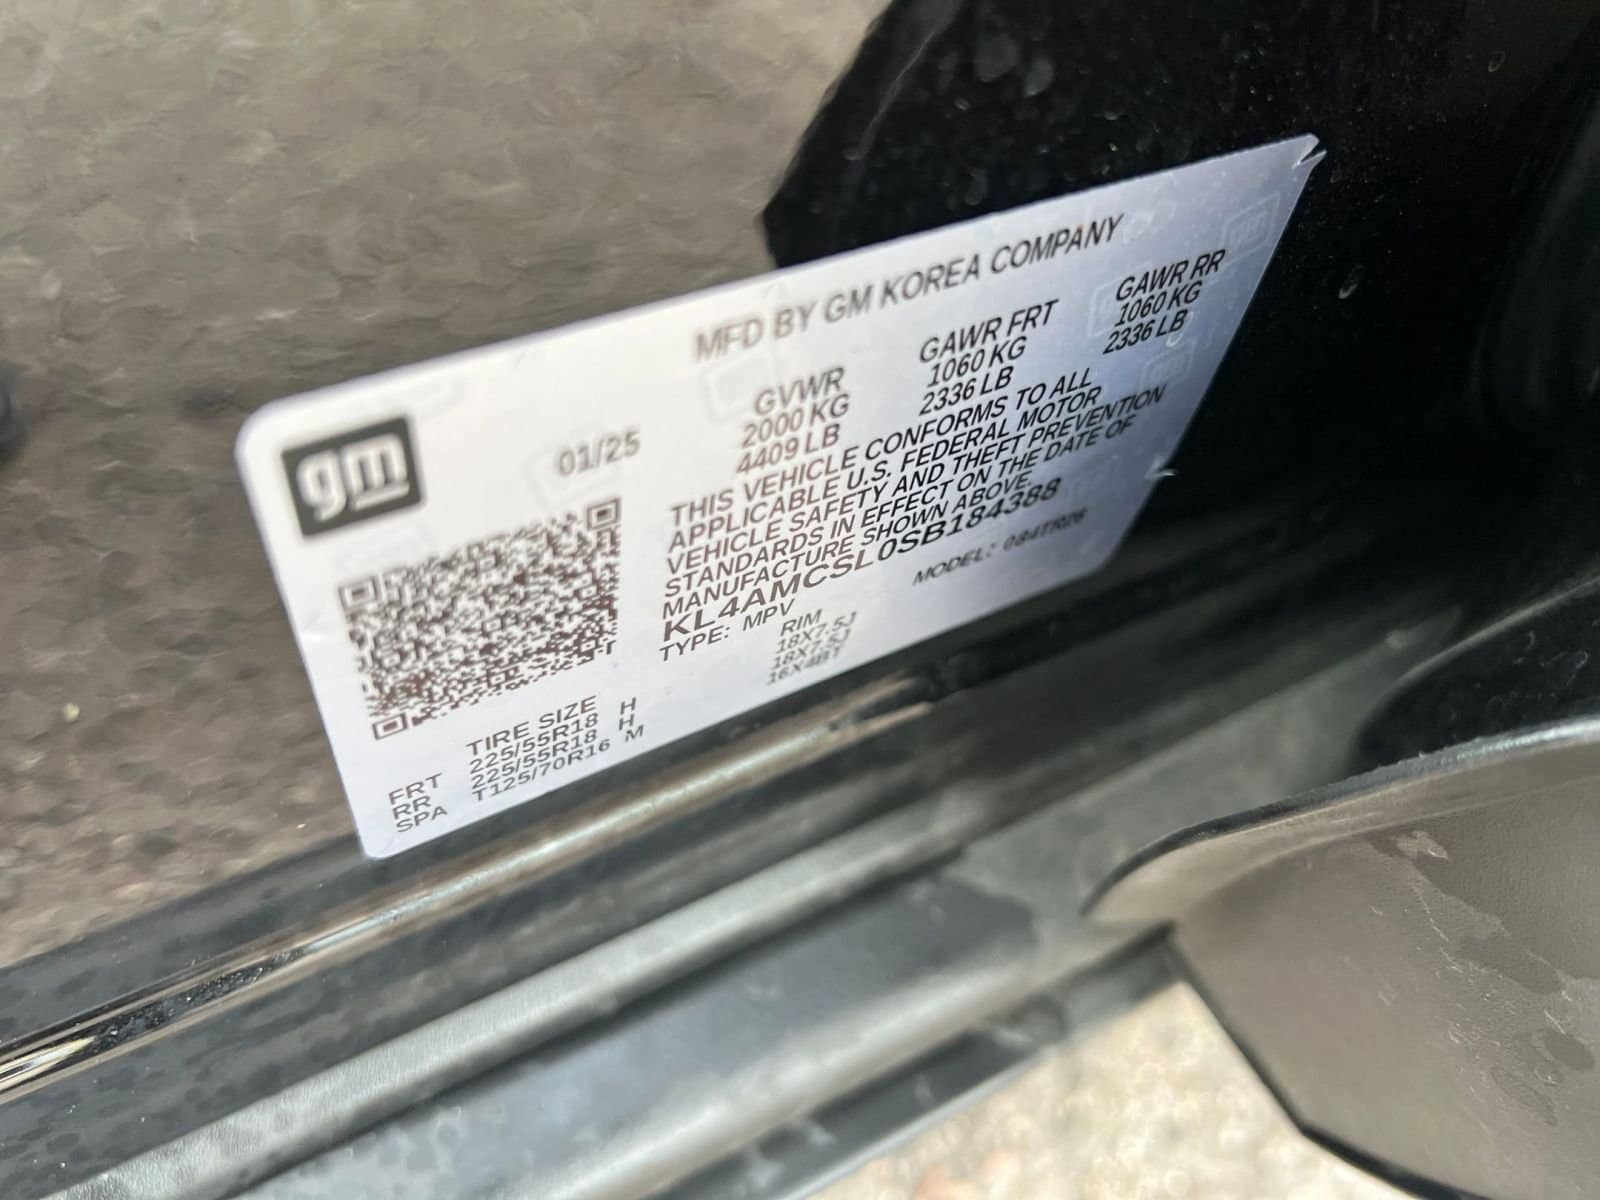 gm
01/25
MFD BY GM KOREA COMPANY
GVWR GAWR FRT GAWR RR
2000 KG 1060 KG 1060 KG
4409 LB 2336 LB 2336 LB
THIS VEHICLE CONFORMS TO ALL
APPLICABLE U.S. FEDERAL MOTOR
VEHICLE SAFETY AND THEFT PREVENTION
STANDARDS IN EFFECT ON THE DATE OF
MANUFACTURE SHOWN ABOVE.
KL4AMCSL0SB184388
TYPE: MPV MODEL: 0B4TR26
TIRE SIZE RIM
FRT 225/55R18 H 18X7.5J
RR 225/55R18 H 18X7.5J
SPA T125/70R16 M 16X4BT